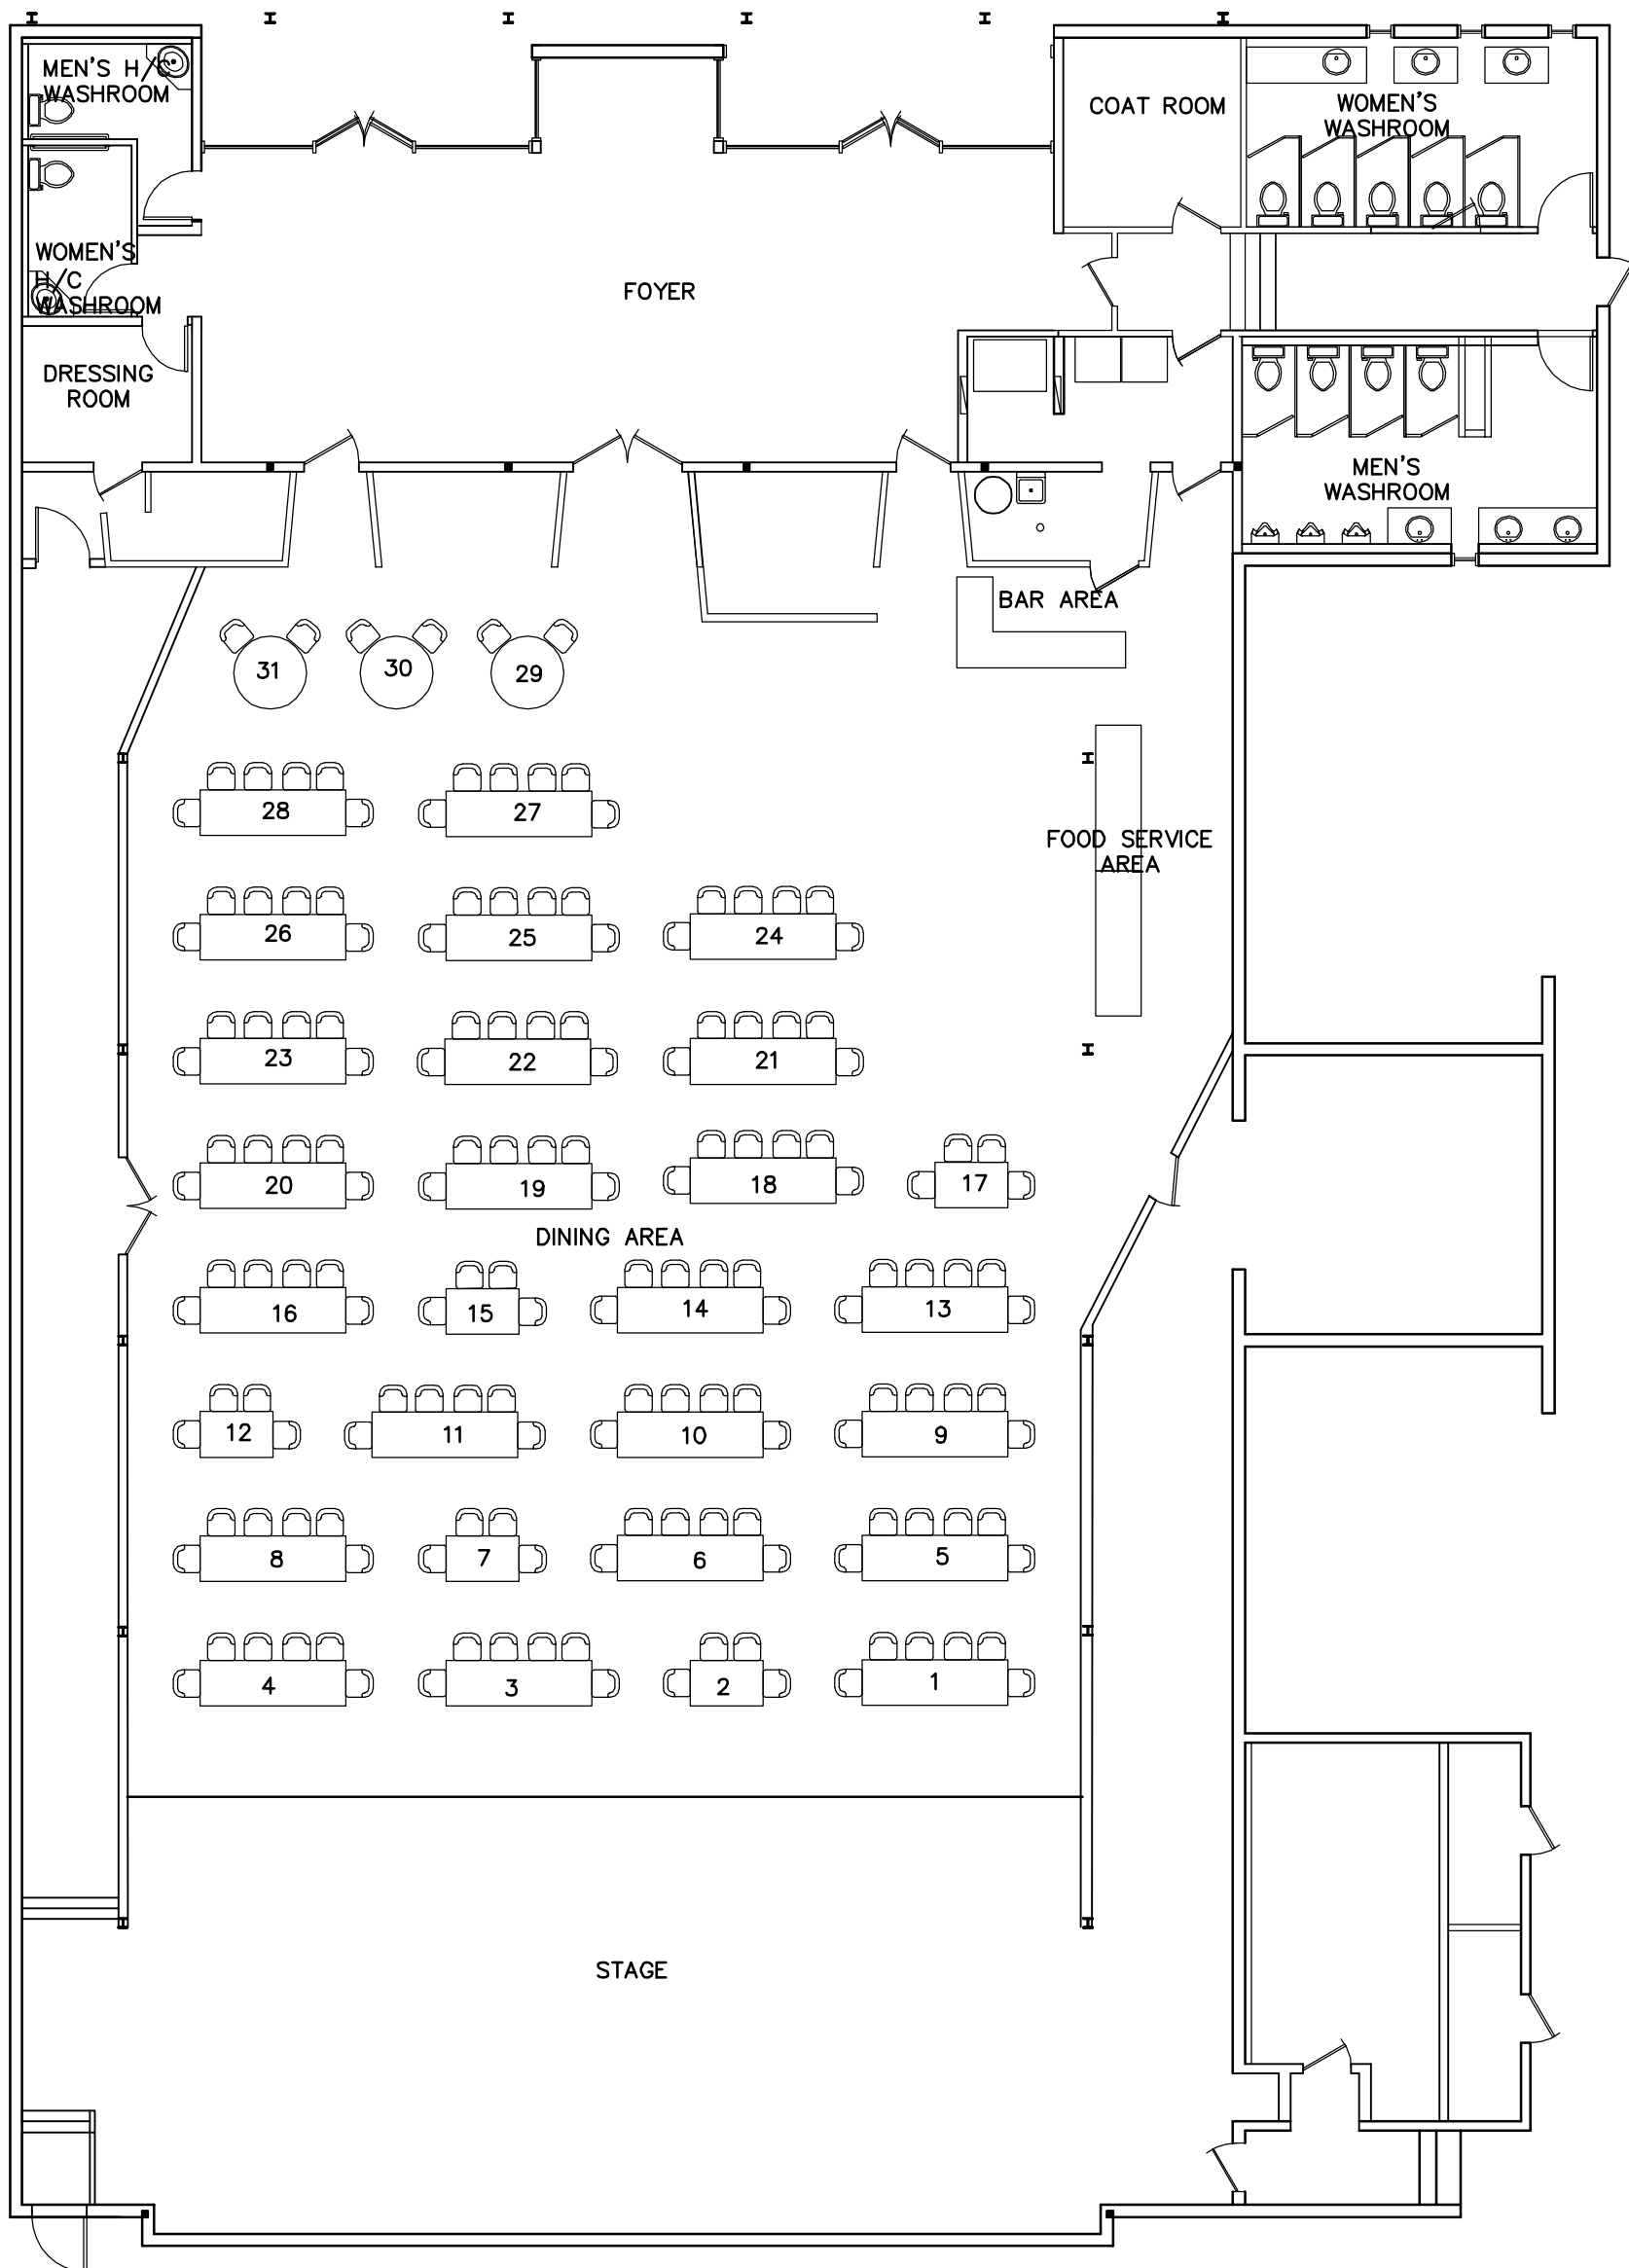 MEN'S H/C
WASHROOM
COAT ROOM
WOMEN'S
WASHROOM
WOMEN'S
H/C
WASHROOM
FOYER
DRESSING
ROOM
MEN'S
WASHROOM
BAR AREA
31
30
29
28
27
FOOD SERVICE
AREA
26
25
24
23
22
21
20
19
18
17
DINING AREA
16
15
14
13
12
11
10
9
8
7
6
5
4
3
2
1
STAGE